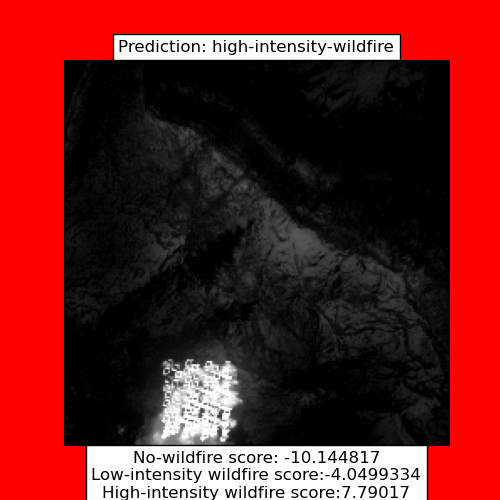 Prediction: high-intensity-wildfire
No-wildfire score: -10.144817
Low-intensity wildfire score:-4.0499334
High-intensity wildfire score:7.79017